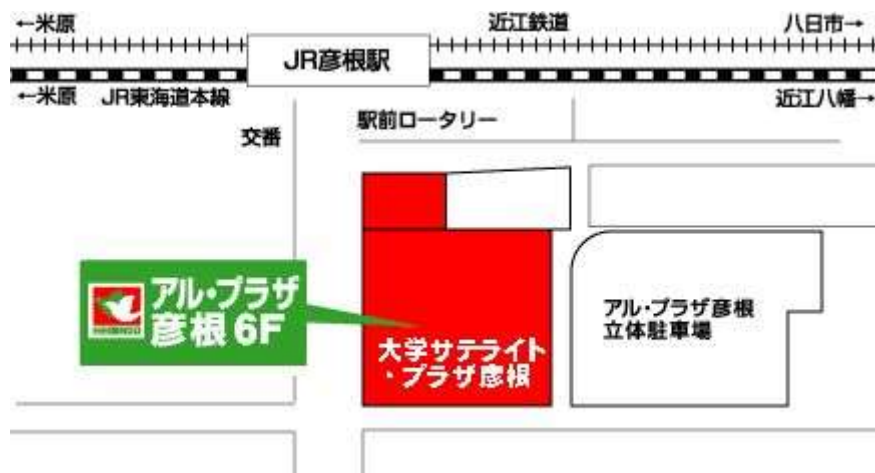 ←米原
近江鉄道
八日市→
JR彦根駅
←米原
JR東海道本線
近江八幡→
駅前ロータリー
交番
アル・プラザ
彦根 6F
大学サテライト
・プラザ彦根
アル・プラザ彦根
立体駐車場